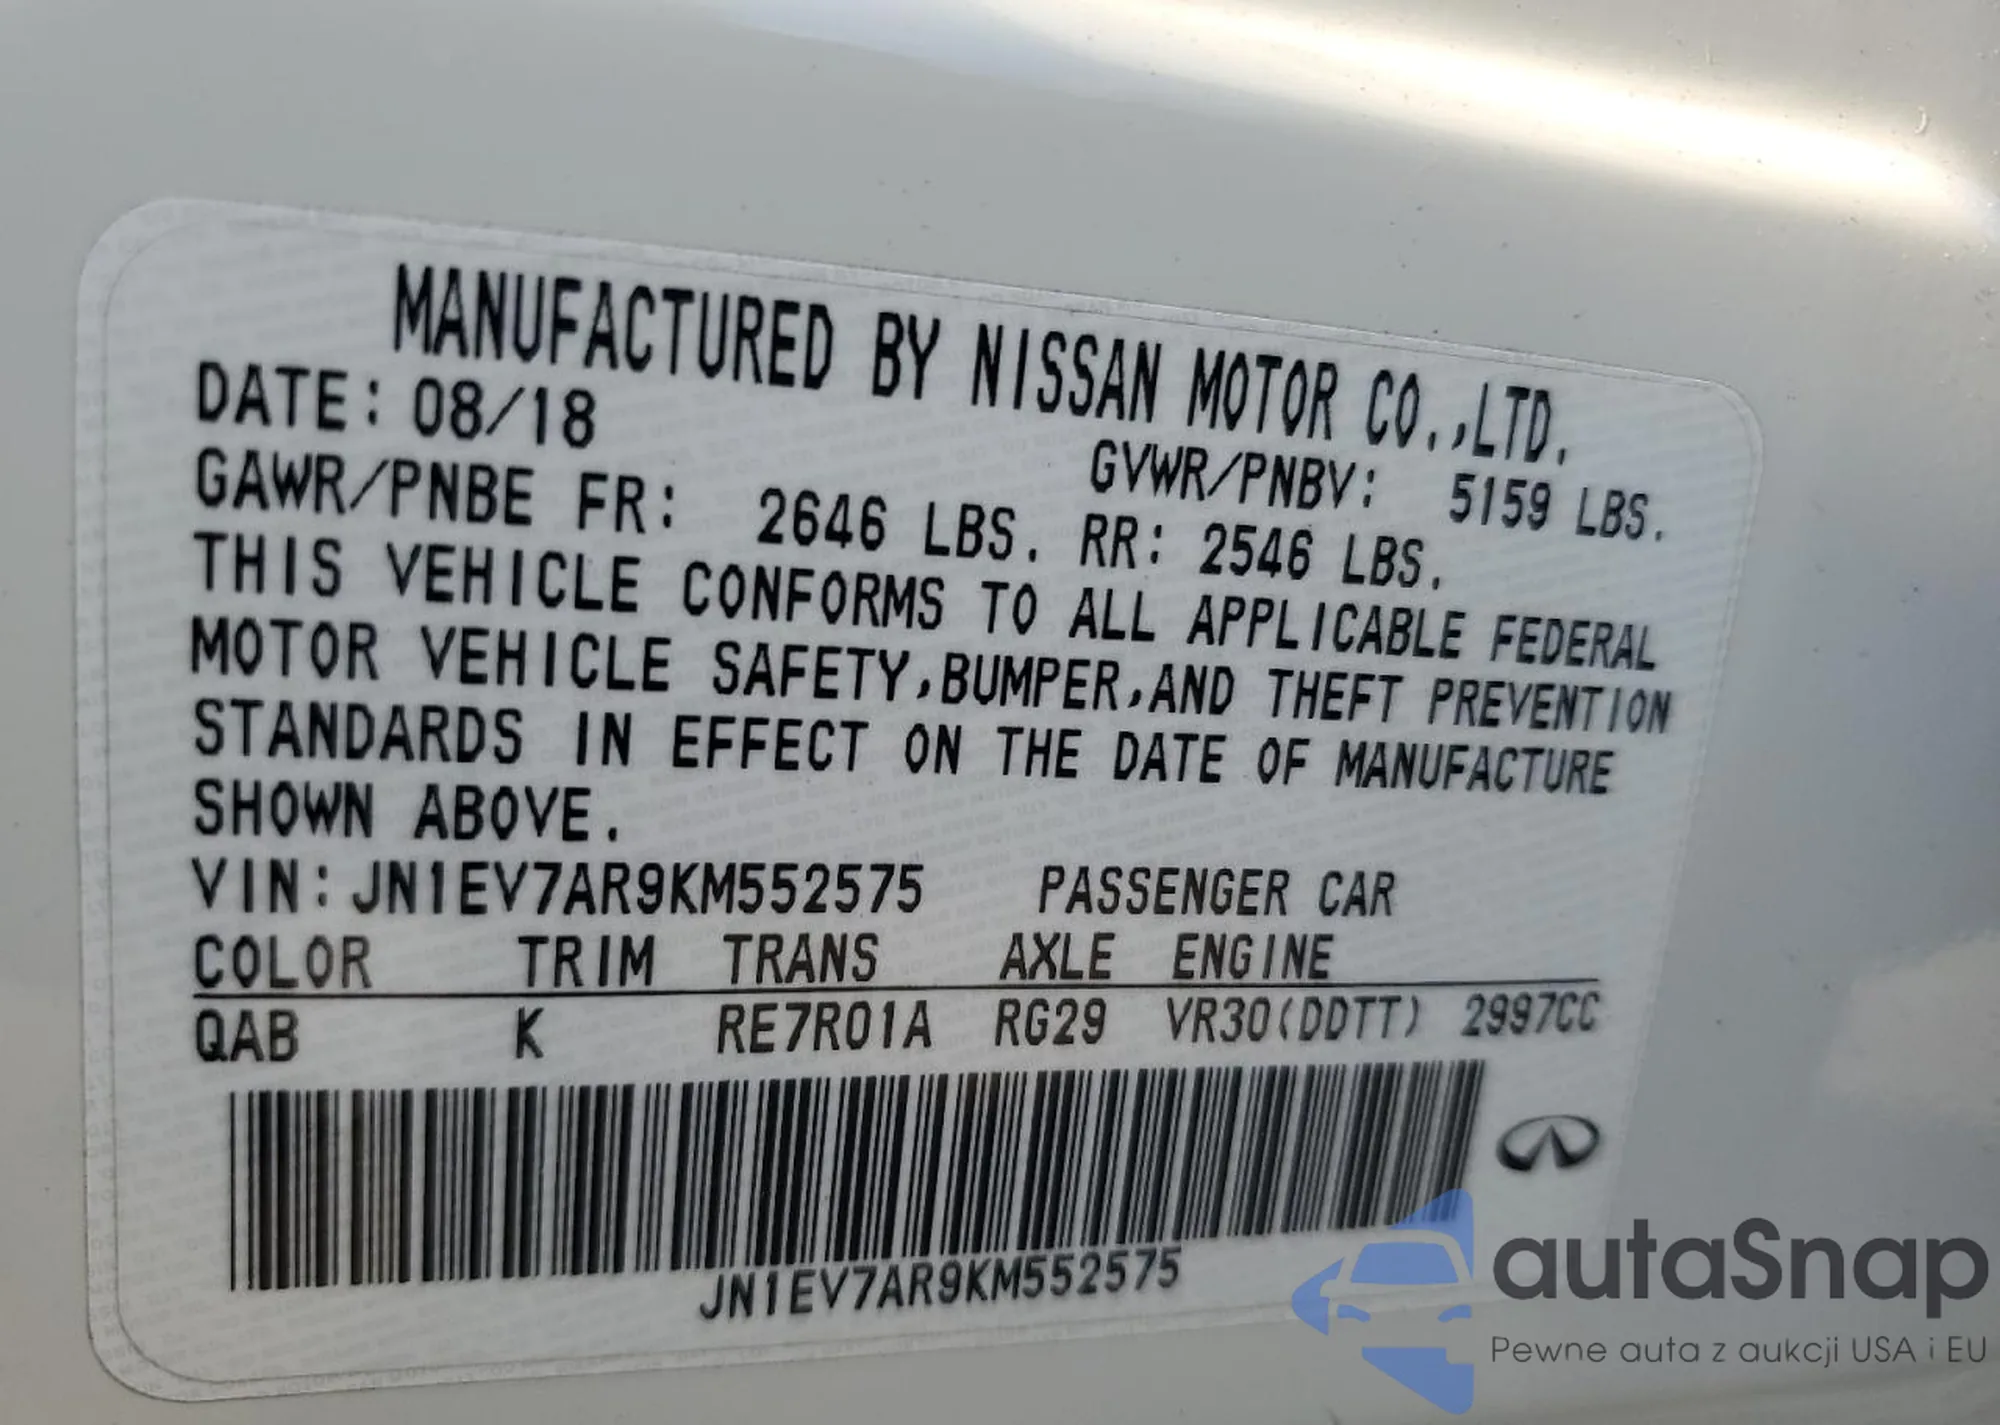 MANUFACTURED BY NISSAN MOTOR CO.,LTD.
DATE: 08/18
GVWR/PNBV: 5159 LBS.
GAWR/PNBE FR: 2646 LBS. RR: 2546 LBS.
THIS VEHICLE CONFORMS TO ALL APPLICABLE FEDERAL
MOTOR VEHICLE SAFETY,BUMPER,AND THEFT PREVENTION
STANDARDS IN EFFECT ON THE DATE OF MANUFACTURE
SHOWN ABOVE.
VIN:JN1EV7AR9KM552575 PASSENGER CAR
COLOR TRIM TRANS AXLE ENGINE
QAB K RE7R01A RG29 VR30(DDTT) 2997CC
JN1EV7AR9KM552575
autaSnap
Pewne auta z aukcji USA i EU